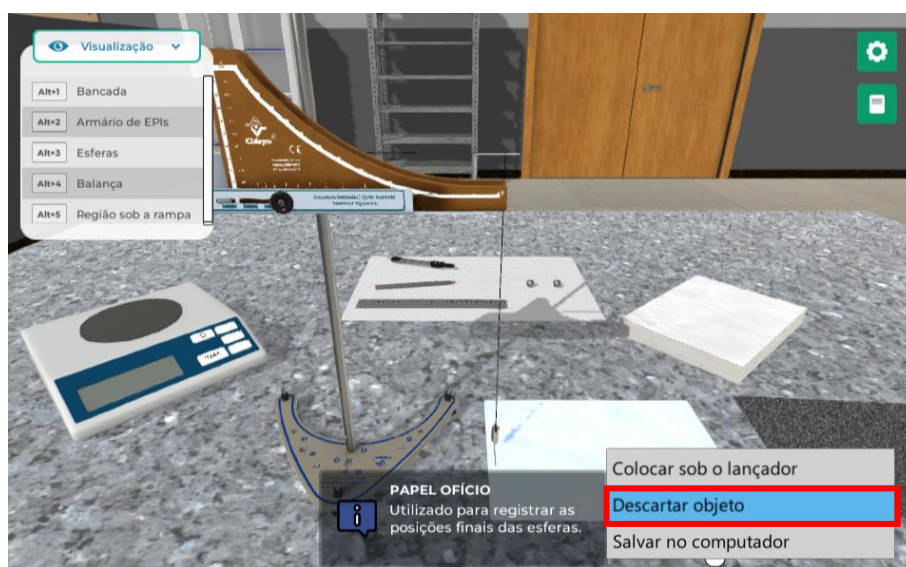 Visualização
Alt+1 Bancada
Alt+2 Armário de EPIs
Alt+3 Esferas
Alt+4 Balança
Alt+5 Região sob a rampa
Cidepe
CE
PAPEL OFÍCIO
Utilizado para registrar as
posições finais das esferas.
Colocar sob o lançador
Descartar objeto
Salvar no computador